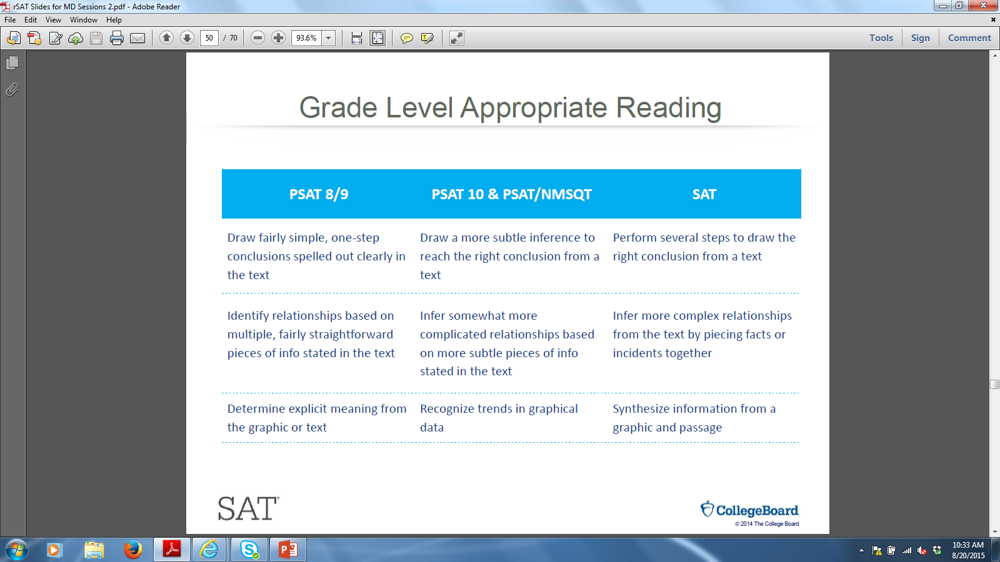 rSAT Slides for MD Sessions 2.pdf - Adobe Reader
File Edit View Window Help
50 / 70 93.6% Tools Sign Comment
Grade Level Appropriate Reading
PSAT 8/9 PSAT 10 & PSAT/NMSQT SAT
Draw fairly simple, one-step
conclusions spelled out clearly in
the text
Draw a more subtle inference to
reach the right conclusion from a
text
Perform several steps to draw the
right conclusion from a text
Identify relationships based on
multiple, fairly straightforward
pieces of info stated in the text
Infer somewhat more
complicated relationships based
on more subtle pieces of info
stated in the text
Infer more complex relationships
from the text by piecing facts or
incidents together
Determine explicit meaning from
the graphic or text
Recognize trends in graphical
data
Synthesize information from a
graphic and passage
SAT
CollegeBoard
© 2014 The College Board
10:33 AM
8/20/2015